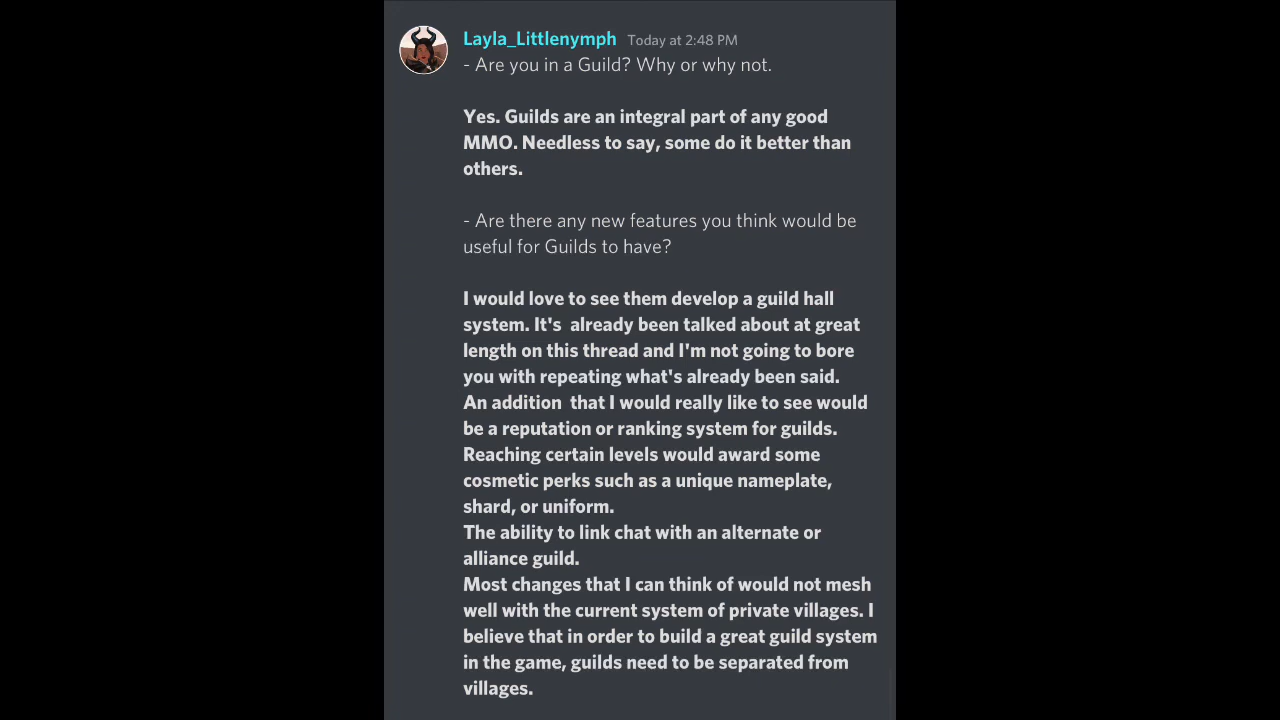 Layla_Littlenymph Today at 2:48 PM
- Are you in a Guild? Why or why not.
Yes. Guilds are an integral part of any good
MMO. Needless to say, some do it better than
others.
- Are there any new features you think would be
useful for Guilds to have?
I would love to see them develop a guild hall
system. It's  already been talked about at great
length on this thread and I'm not going to bore
you with repeating what's already been said.
An addition  that I would really like to see would
be a reputation or ranking system for guilds.
Reaching certain levels would award some
cosmetic perks such as a unique nameplate,
shard, or uniform.
The ability to link chat with an alternate or
alliance guild.
Most changes that I can think of would not mesh
well with the current system of private villages. I
believe that in order to build a great guild system
in the game, guilds need to be separated from
villages.